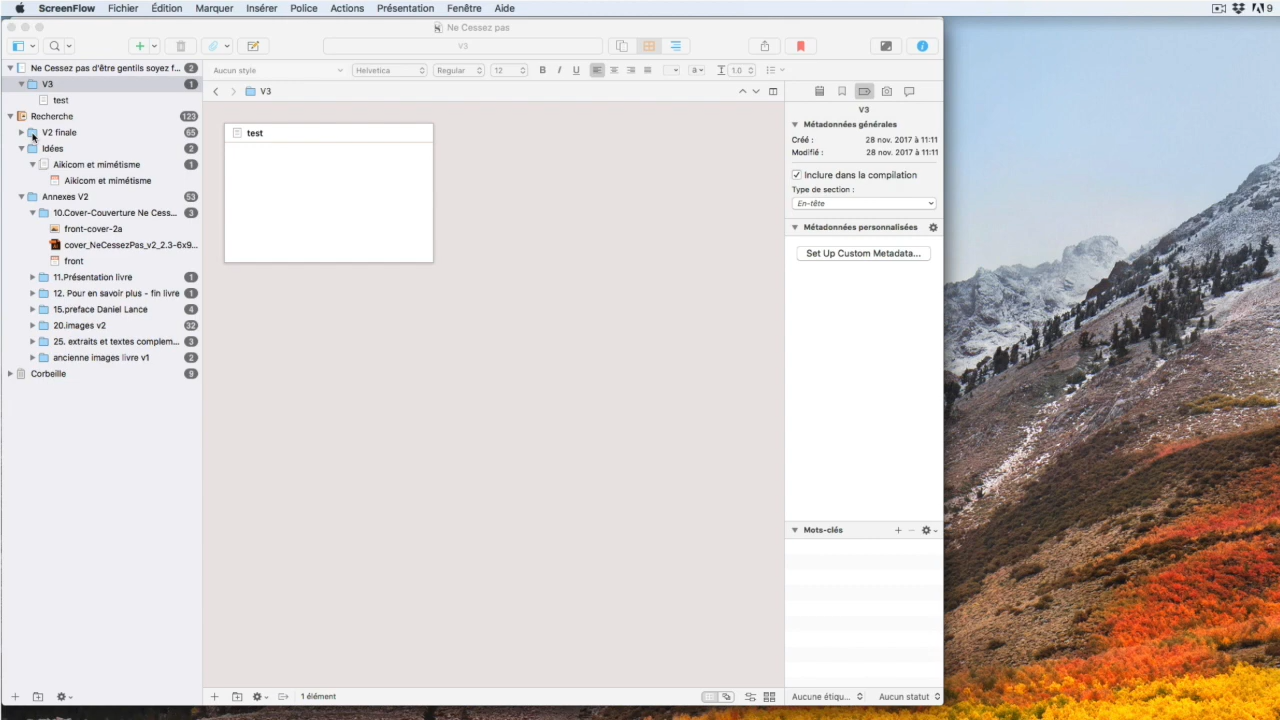 ScreenFlow Fichier Édition Marquer Insérer Police Actions Présentation Fenêtre Aide 9
Ne Cessez pas
V3
Ne Cessez pas d'être gentils soyez f... 2
Aucun style Helvetica Regular 12 B I U a 1.0
V3 1
V3
test
Recherche 123
V2 finale 65
Idées 2
Aikicom et mimétisme 1
Aikicom et mimétisme
Annexes V2 53
10.Cover-Couverture Ne Cess... 3
front-cover-2a
cover_NeCessezPas_v2_2.3-6x9...
front
11.Présentation livre 1
12. Pour en savoir plus - fin livre 1
15.preface Daniel Lance 4
20.images v2 32
25. extraits et textes complem... 3
ancienne images livre v1 2
Corbeille 9
test
V3
Métadonnées générales
Créé : 28 nov. 2017 à 11:11
Modifié : 28 nov. 2017 à 11:11
Inclure dans la compilation
Type de section :
En-tête
Métadonnées personnalisées
Set Up Custom Metadata...
Mots-clés
1 élément
Aucune étiqu... Aucun statut